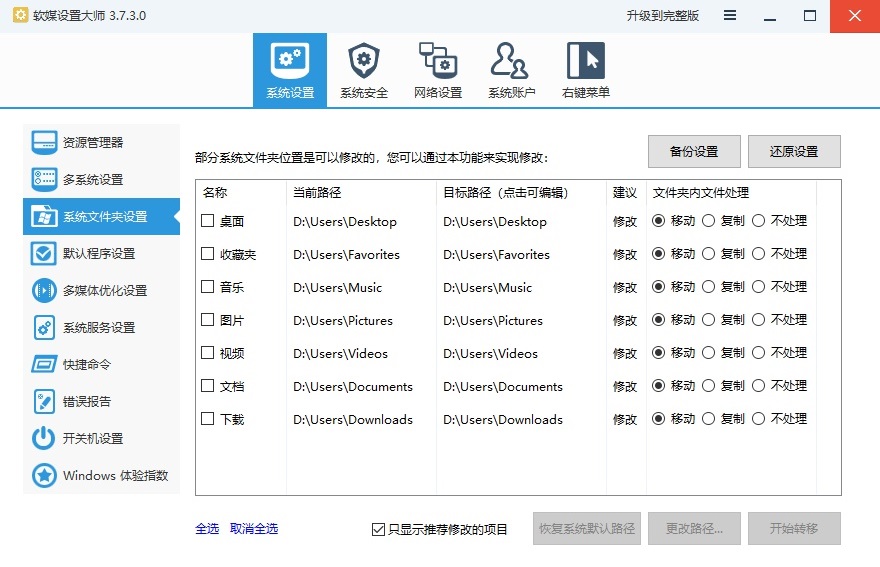 软媒设置大师 3.7.3.0
升级到完整版
系统设置 系统安全 网络设置 系统账户 右键菜单
资源管理器
多系统设置
系统文件夹设置
默认程序设置
多媒体优化设置
系统服务设置
快捷命令
错误报告
开关机设置
Windows 体验指数
部分系统文件夹位置是可以修改的，您可以通过本功能来实现修改：
备份设置 还原设置
名称 当前路径 目标路径（点击可编辑） 建议 文件夹内文件处理
桌面 D:\Users\Desktop D:\Users\Desktop 修改 移动 复制 不处理
收藏夹 D:\Users\Favorites D:\Users\Favorites 修改 移动 复制 不处理
音乐 D:\Users\Music D:\Users\Music 修改 移动 复制 不处理
图片 D:\Users\Pictures D:\Users\Pictures 修改 移动 复制 不处理
视频 D:\Users\Videos D:\Users\Videos 修改 移动 复制 不处理
文档 D:\Users\Documents D:\Users\Documents 修改 移动 复制 不处理
下载 D:\Users\Downloads D:\Users\Downloads 修改 移动 复制 不处理
全选 取消全选 只显示推荐修改的项目 恢复系统默认路径 更改路径... 开始转移